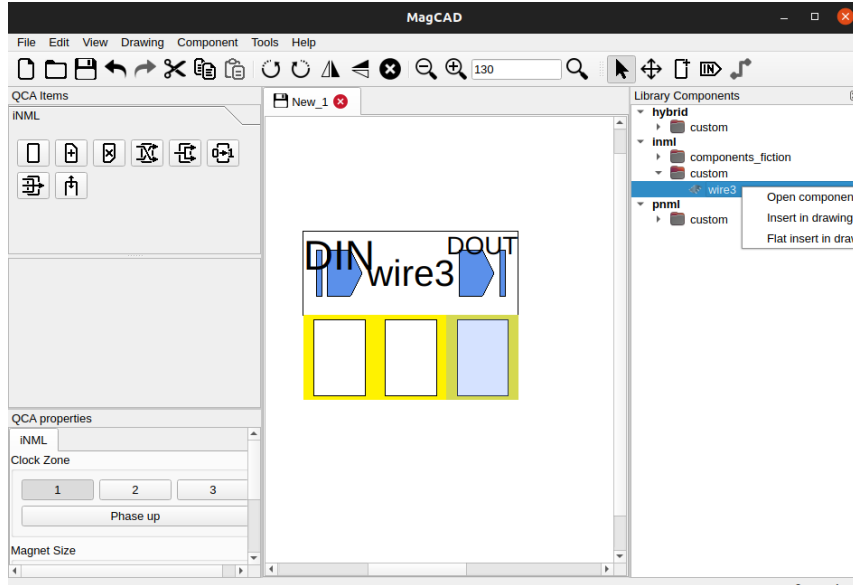 MagCAD
File Edit View Drawing Component Tools Help
130
QCA Items
iNML
New_1
DIN
wire3
DOUT
QCA properties
iNML
Clock Zone
1 2 3
Phase up
Magnet Size
Library Components
hybrid
custom
inml
components_fiction
custom
wire3
pnml
custom
Open componen
Insert in drawing
Flat insert in dra